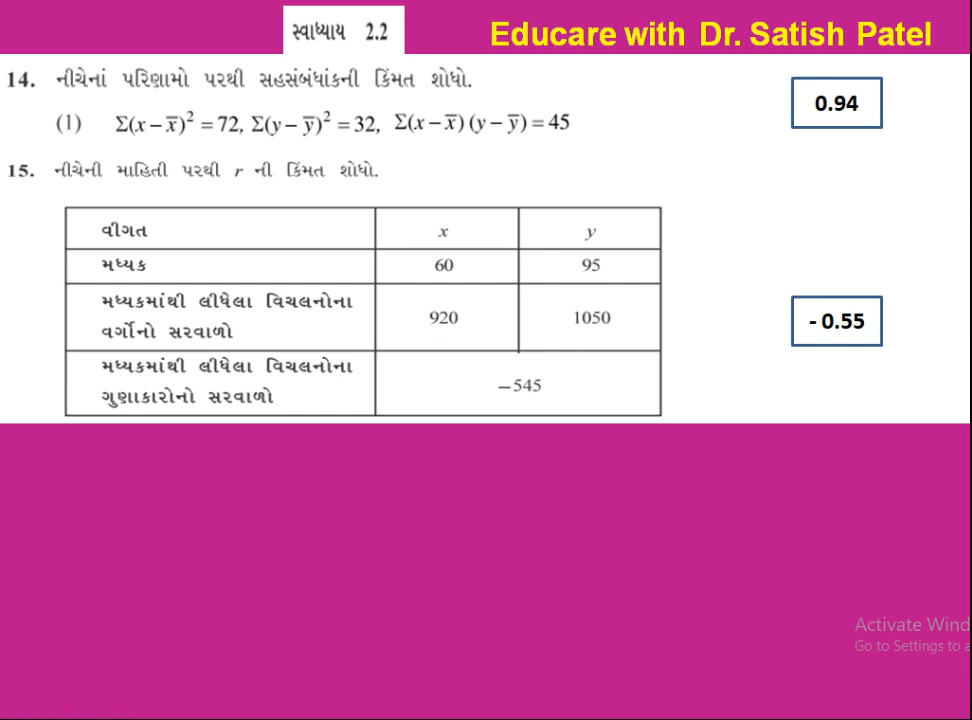 સ્વાધ્યાય 2.2
Educare with Dr. Satish Patel
14. નીચેનાં પરિણામો પરથી સહસંબંધાંકની કિંમત શોધો.
0.94
(1) Σ(x – x̅)² = 72, Σ(y – y̅)² = 32, Σ(x – x̅) (y – y̅) = 45
15. નીચેની માહિતી પરથી r ની કિંમત શોધો.
વીગત x y
મધ્યક 60 95
મધ્યકમાંથી લીધેલા વિચલનોના
વર્ગોનો સરવાળો 920 1050
- 0.55
મધ્યકમાંથી લીધેલા વિચલનોના
ગુણાકારોનો સરવાળો –545
Activate Wind
Go to Settings to a